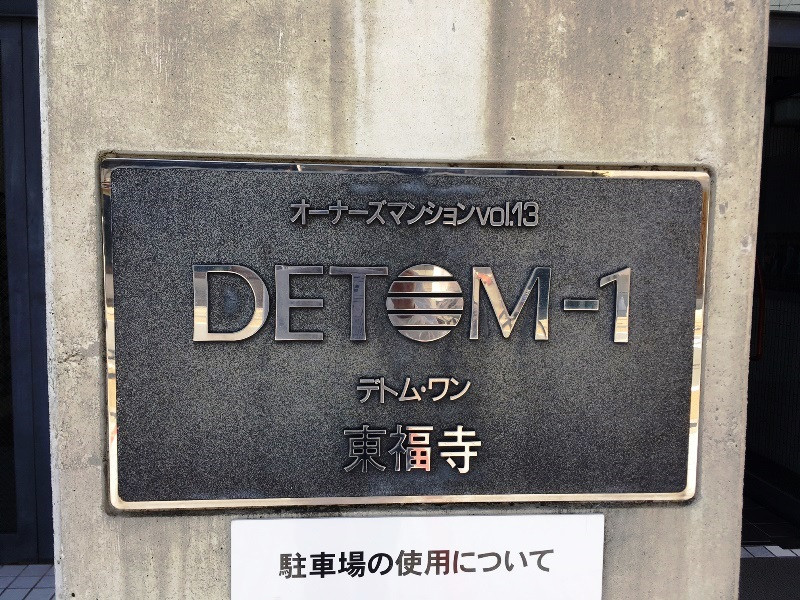 オーナーズマンションvol.13
DETOM-1
デトム・ワン
東福寺
駐車場の使用について